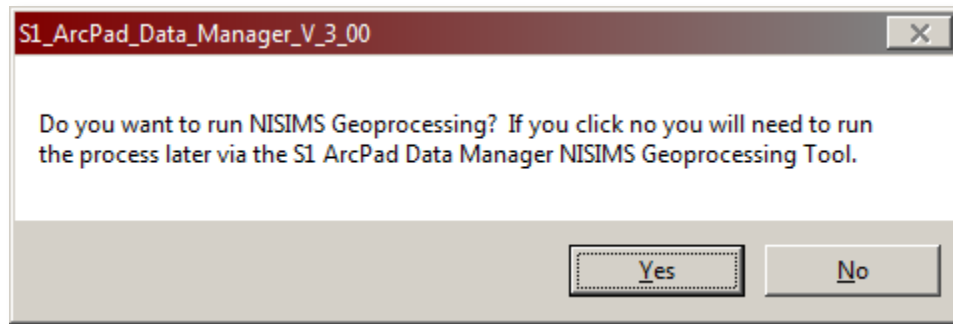 S1_ArcPad_Data_Manager_V_3_00
Do you want to run NISIMS Geoprocessing?  If you click no you will need to run
the process later via the S1 ArcPad Data Manager NISIMS Geoprocessing Tool.
Yes
No